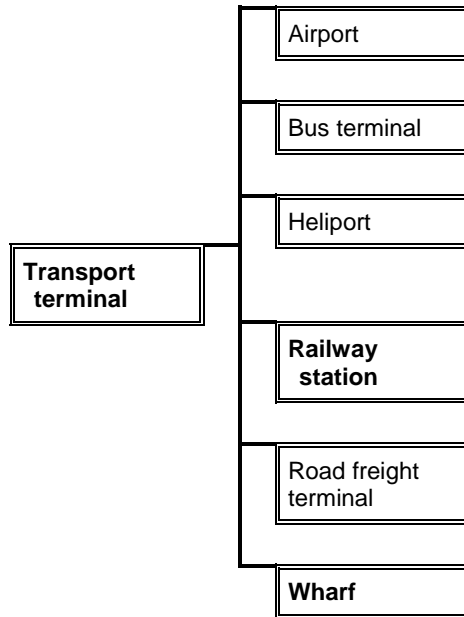 Airport
Bus terminal
Heliport
Transport
terminal
Railway
station
Road freight
terminal
Wharf